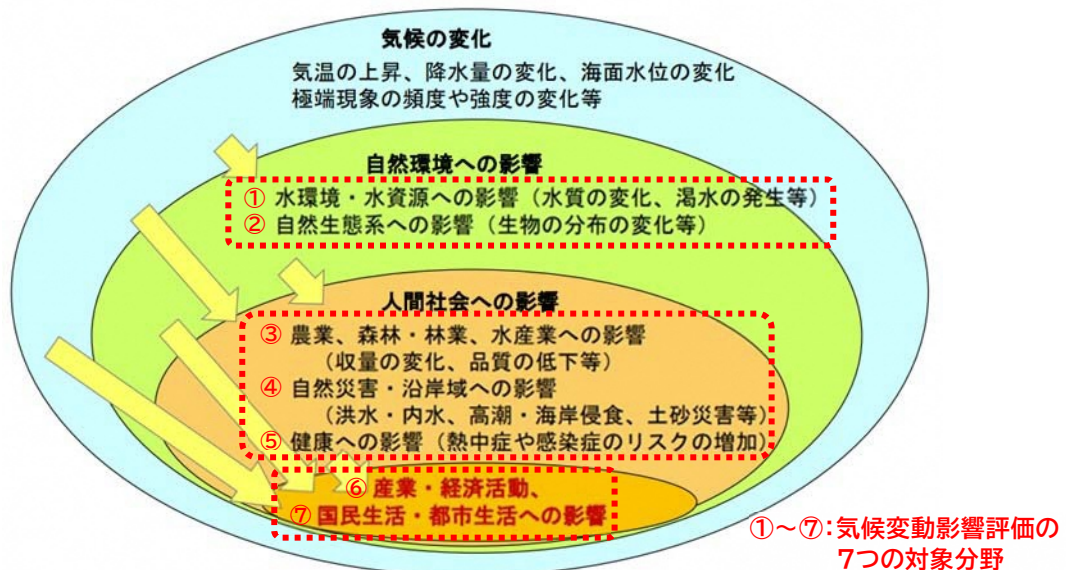 気候の変化
気温の上昇、降水量の変化、海面水位の変化
極端現象の頻度や強度の変化等
自然環境への影響
① 水環境・水資源への影響（水質の変化、渇水の発生等）
② 自然生態系への影響（生物の分布の変化等）
人間社会への影響
③ 農業、森林・林業、水産業への影響
（収量の変化、品質の低下等）
④ 自然災害・沿岸域への影響
（洪水・内水、高潮・海岸侵食、土砂災害等）
⑤ 健康への影響（熱中症や感染症のリスクの増加）
⑥ 産業・経済活動、
⑦ 国民生活・都市生活への影響
①～⑦：気候変動影響評価の
7つの対象分野